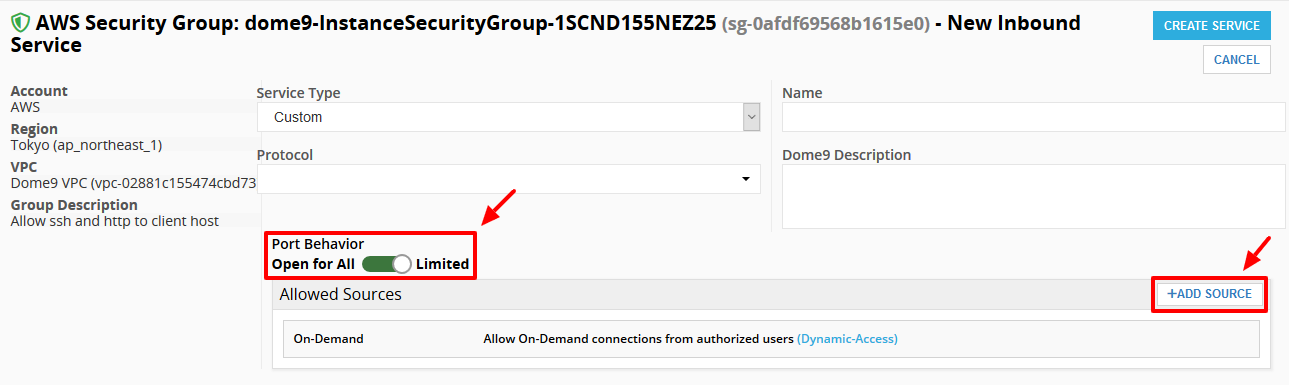 AWS Security Group: dome9-InstanceSecurityGroup-1SCND155NEZ25 (sg-0afdf69568b1615e0) - New Inbound
Service
CREATE SERVICE
CANCEL
Account
AWS
Region
Tokyo (ap_northeast_1)
VPC
Dome9 VPC (vpc-02881c155474cbd73
Group Description
Allow ssh and http to client host
Service Type
Custom
Protocol
Name
Dome9 Description
Port Behavior
Open for All Limited
Allowed Sources
+ADD SOURCE
On-Demand Allow On-Demand connections from authorized users (Dynamic-Access)